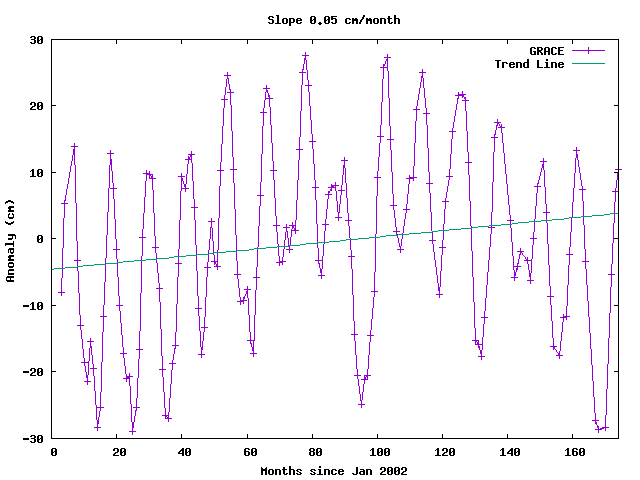 Slope 0.05 cm/month
GRACE
Trend Line
30
20
10
0
-10
-20
-30
Anomaly (cm)
0 20 40 60 80 100 120 140 160
Months since Jan 2002